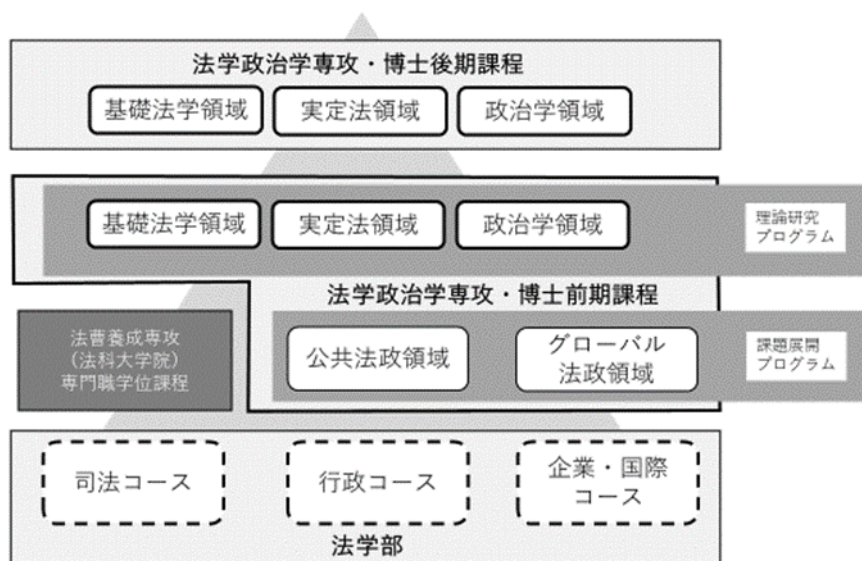 法学政治学専攻・博士後期課程
基礎法学領域
実定法領域
政治学領域
基礎法学領域
実定法領域
政治学領域
理論研究
プログラム
法学政治学専攻・博士前期課程
法曹養成専攻
（法科大学院）
専門職学位課程
公共法政領域
グローバル
法政領域
課題展開
プログラム
司法コース
行政コース
企業・国際
コース
法学部